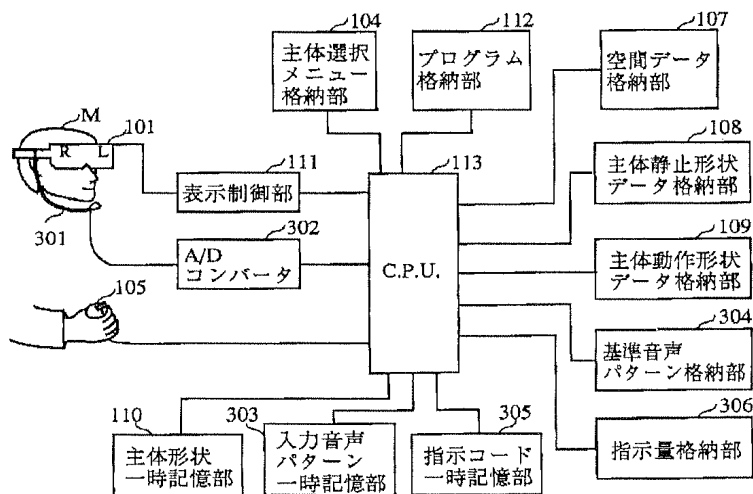 104
主体選択
メニュー
格納部
112
プログラム
格納部
107
空間データ
格納部
M
101
R L
111
表示制御部
113
C.P.U.
108
主体静止形状
データ格納部
301
302
A/D
コンバータ
109
主体動作形状
データ格納部
105
304
基準音声
パターン格納部
110
主体形状
一時記憶部
303
入力音声
パターン
一時記憶部
305
指示コード
一時記憶部
306
指示量格納部